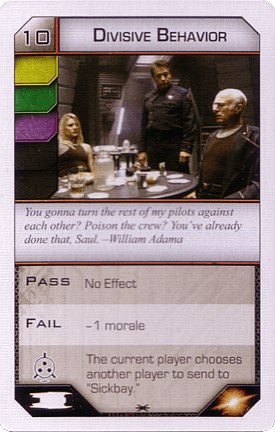 10
DIVISIVE BEHAVIOR
You gonna turn the rest of my pilots against
each other? Poison the crew? You've already
done that, Saul. –William Adama
PASS No Effect
FAIL –1 morale
The current player chooses
another player to send to
"Sickbay."